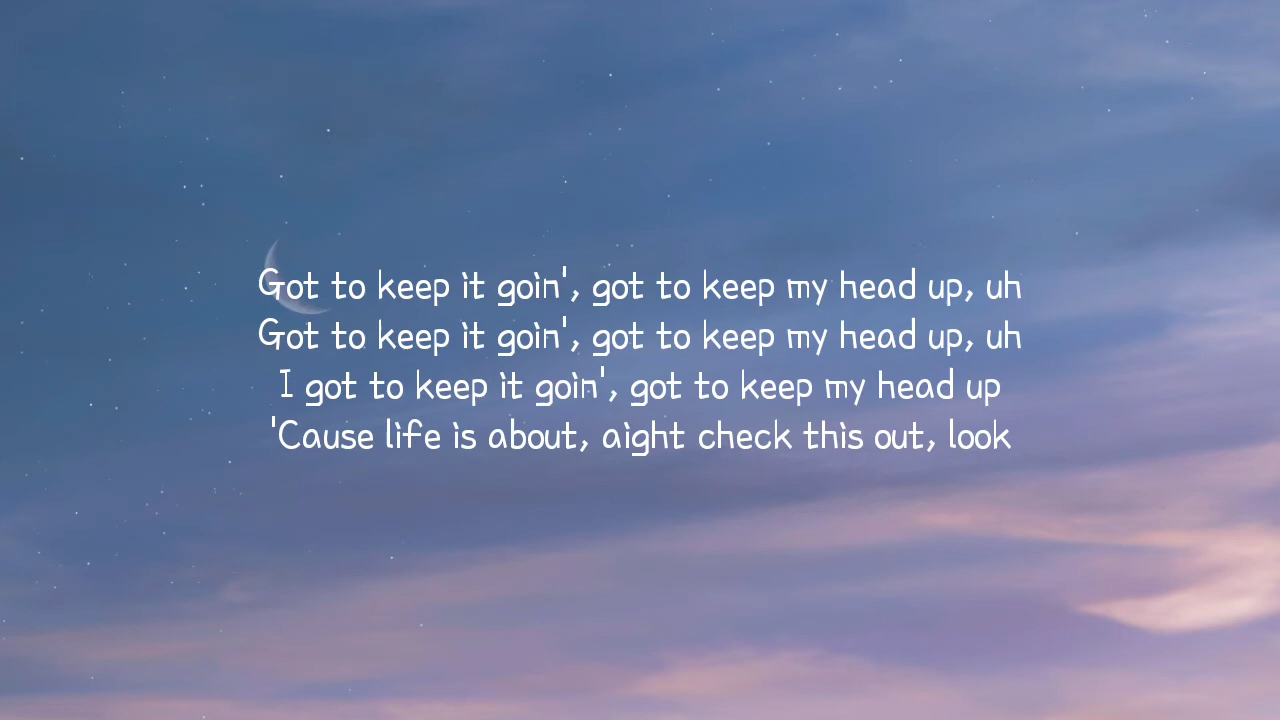 Got to keep it goin', got to keep my head up, uh
Got to keep it goin', got to keep my head up, uh
I got to keep it goin', got to keep my head up
'Cause life is about, aight check this out, look